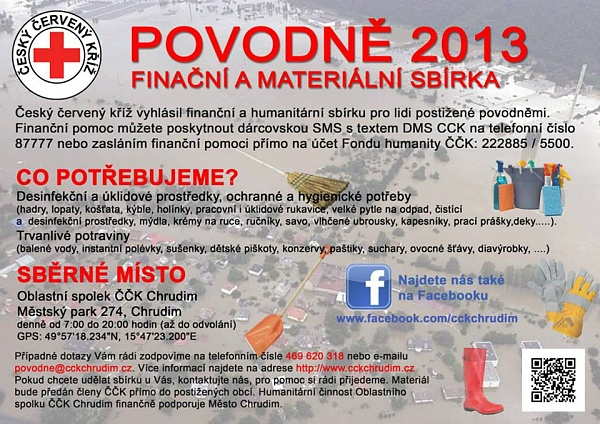 ČESKÝ ČERVENÝ KŘÍŽ
POVODNĚ 2013
FINAČNÍ A MATERIÁLNÍ SBÍRKA
Český červený kříž vyhlásil finanční a humanitární sbírku pro lidi postižené povodněmi.
Finanční pomoc můžete poskytnout dárcovskou SMS s textem DMS CCK na telefonní číslo
87777 nebo zasláním finanční pomoci přímo na účet Fondu humanity ČČK: 222885 / 5500.
CO POTŘEBUJEME?
Desinfekční a úklidové prostředky, ochranné a hygienické potřeby
(hadry, lopaty, košťata, kýble, holínky, pracovní i úklidové rukavice, velké pytle na odpad, čistící
a desinfekční prostředky, mýdla, krémy na ruce, ručníky, savo, vlhčené ubrousky, kapesníky, prací prášky,deky.....).
Trvanlivé potraviny
(balené vody, instantní polévky, sušenky, dětské piškoty, konzervy, paštiky, suchary, ovocné šťávy, diavýrobky, ....)
SBĚRNÉ MÍSTO
Oblastní spolek ČČK Chrudim
Městský park 274, Chrudim
denně od 7:00 do 20:00 hodin (až do odvolání)
GPS: 49°57'18.234"N, 15°47'23.200"E
Najdete nás také
na Facebooku
www.facebook.com/cckchrudim
Případné dotazy Vám rádi zodpovíme na telefonním čísle 469 620 318 nebo e-mailu
povodne@cckchrudim.cz. Více informací najdete na adrese http://www.cckchrudim.cz
Pokud chcete udělat sbírku u Vás, kontaktujte nás, pro pomoc si rádi přijedeme. Materiál
bude předán členy ČČK přímo do postižených obcí. Humanitární činnost Oblastního
spolku ČČK Chrudim finančně podporuje Město Chrudim.